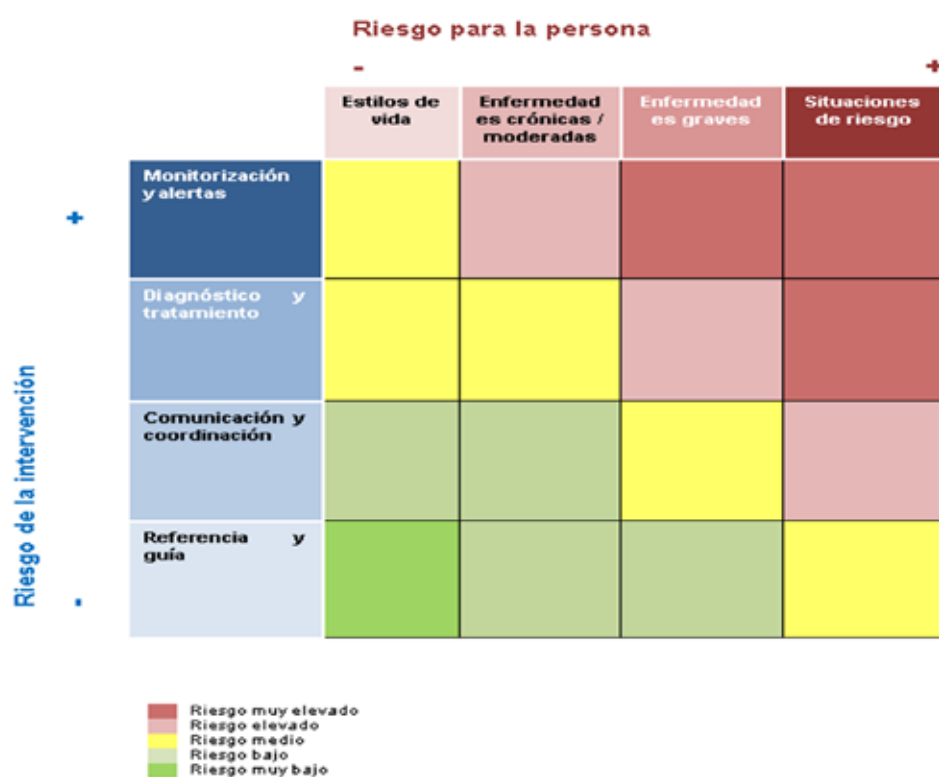 Riesgo para la persona
- +
Estilos de
vida
Enfermedad
es crónicas /
moderadas
Enfermedad
es graves
Situaciones
de riesgo
Riesgo de la intervención
+
-
Monitorización
y alertas
Diagnóstico y
tratamiento
Comunicación y
coordinación
Referencia y
guía
Riesgo muy elevado
Riesgo elevado
Riesgo medio
Riesgo bajo
Riesgo muy bajo